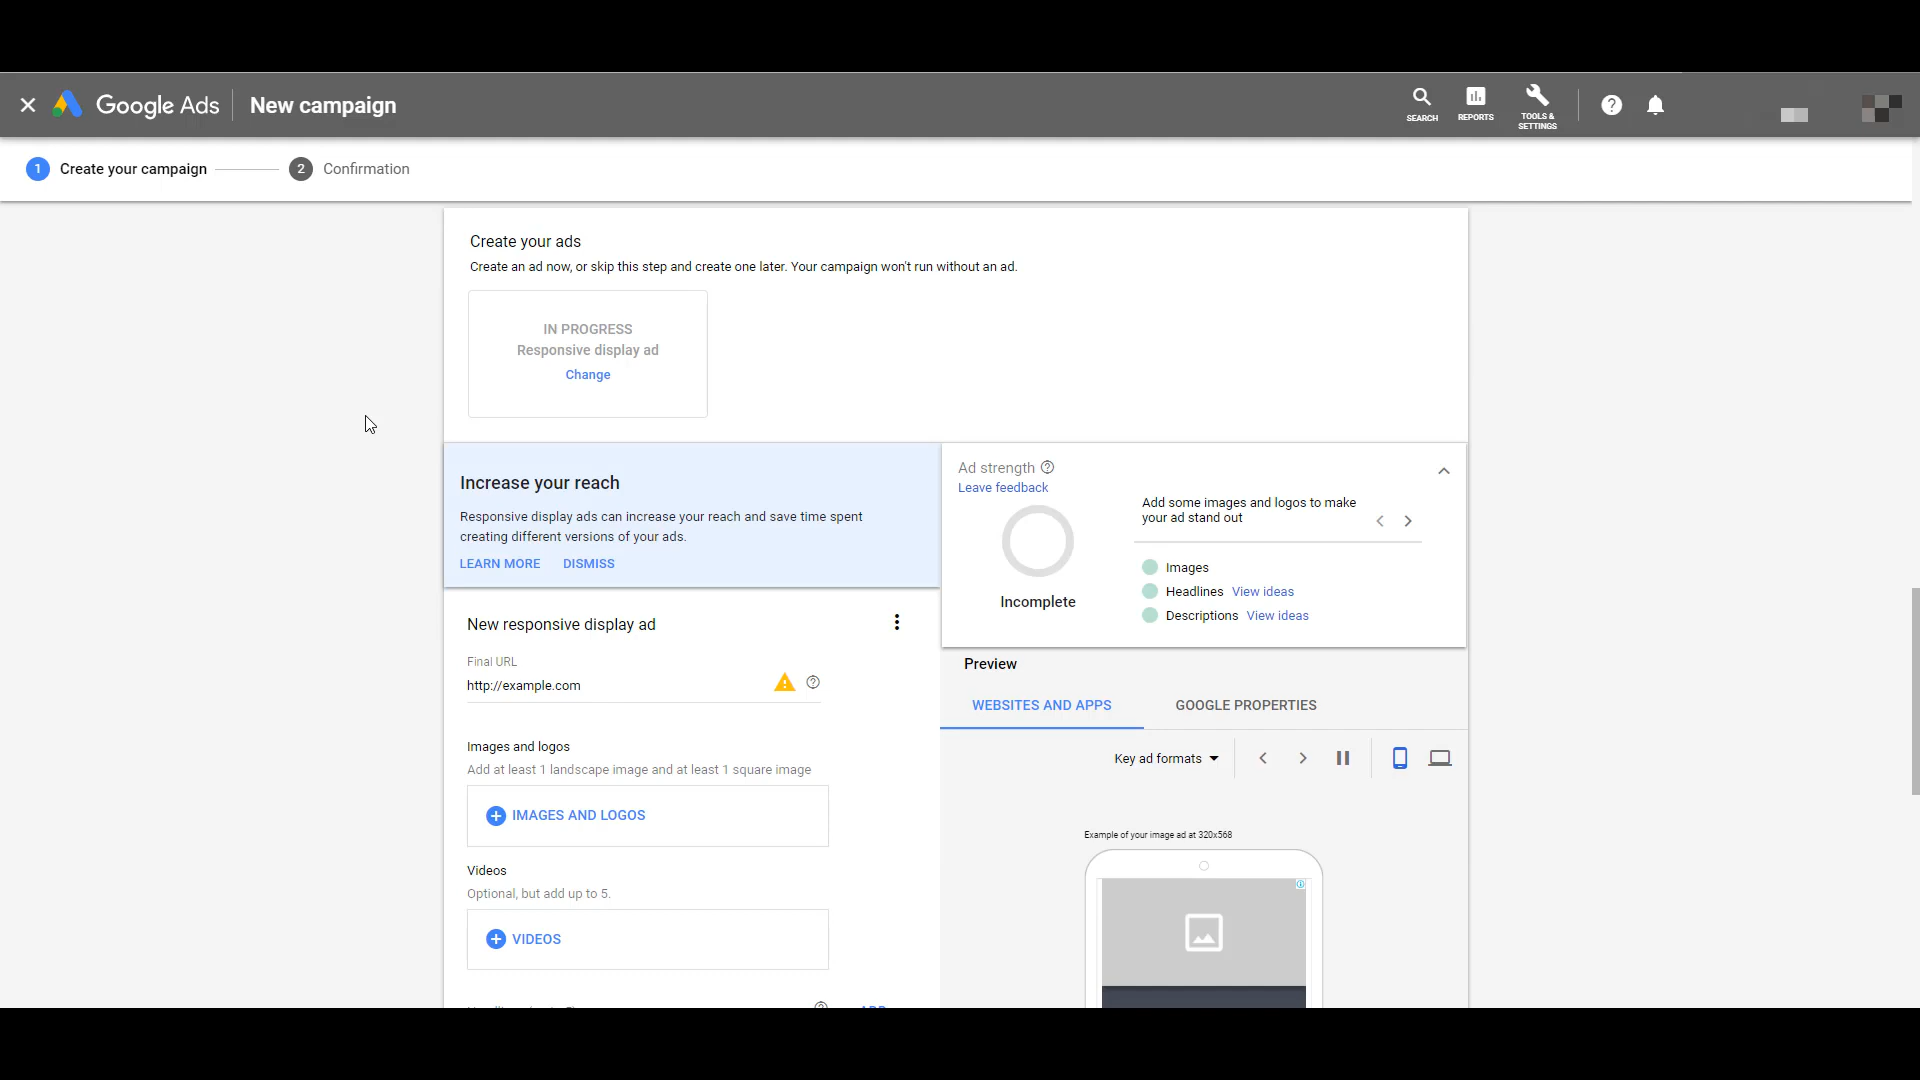 Google Ads
New campaign
SEARCH
REPORTS
TOOLS &
SETTINGS
1 Create your campaign
2 Confirmation
Create your ads
Create an ad now, or skip this step and create one later. Your campaign won't run without an ad.
IN PROGRESS
Responsive display ad
Change
Increase your reach
Responsive display ads can increase your reach and save time spent
creating different versions of your ads.
LEARN MORE DISMISS
Ad strength
Leave feedback
Incomplete
Add some images and logos to make
your ad stand out
Images
Headlines View ideas
Descriptions View ideas
New responsive display ad
Final URL
http://example.com
Images and logos
Add at least 1 landscape image and at least 1 square image
IMAGES AND LOGOS
Videos
Optional, but add up to 5.
VIDEOS
Preview
WEBSITES AND APPS
GOOGLE PROPERTIES
Key ad formats
Example of your image ad at 320x568